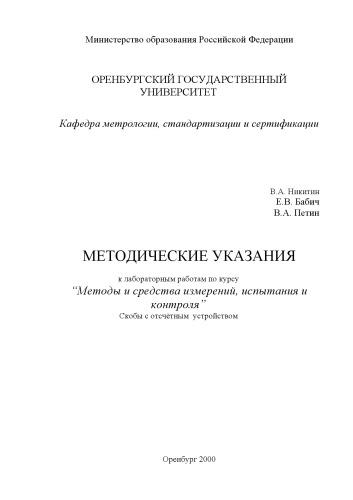 Министерство образования Российской Федерации
ОРЕНБУРГСКИЙ ГОСУДАРСТВЕННЫЙ
УНИВЕРСИТЕТ
Кафедра метрологии, стандартизации и сертификации
В.А. Никитин
Е.В. Бабич
В.А. Петин
МЕТОДИЧЕСКИЕ УКАЗАНИЯ
к лабораторным работам по курсу
“Методы и средства измерений, испытания и
контроля”
Скобы с отсчётным устройством
Оренбург 2000